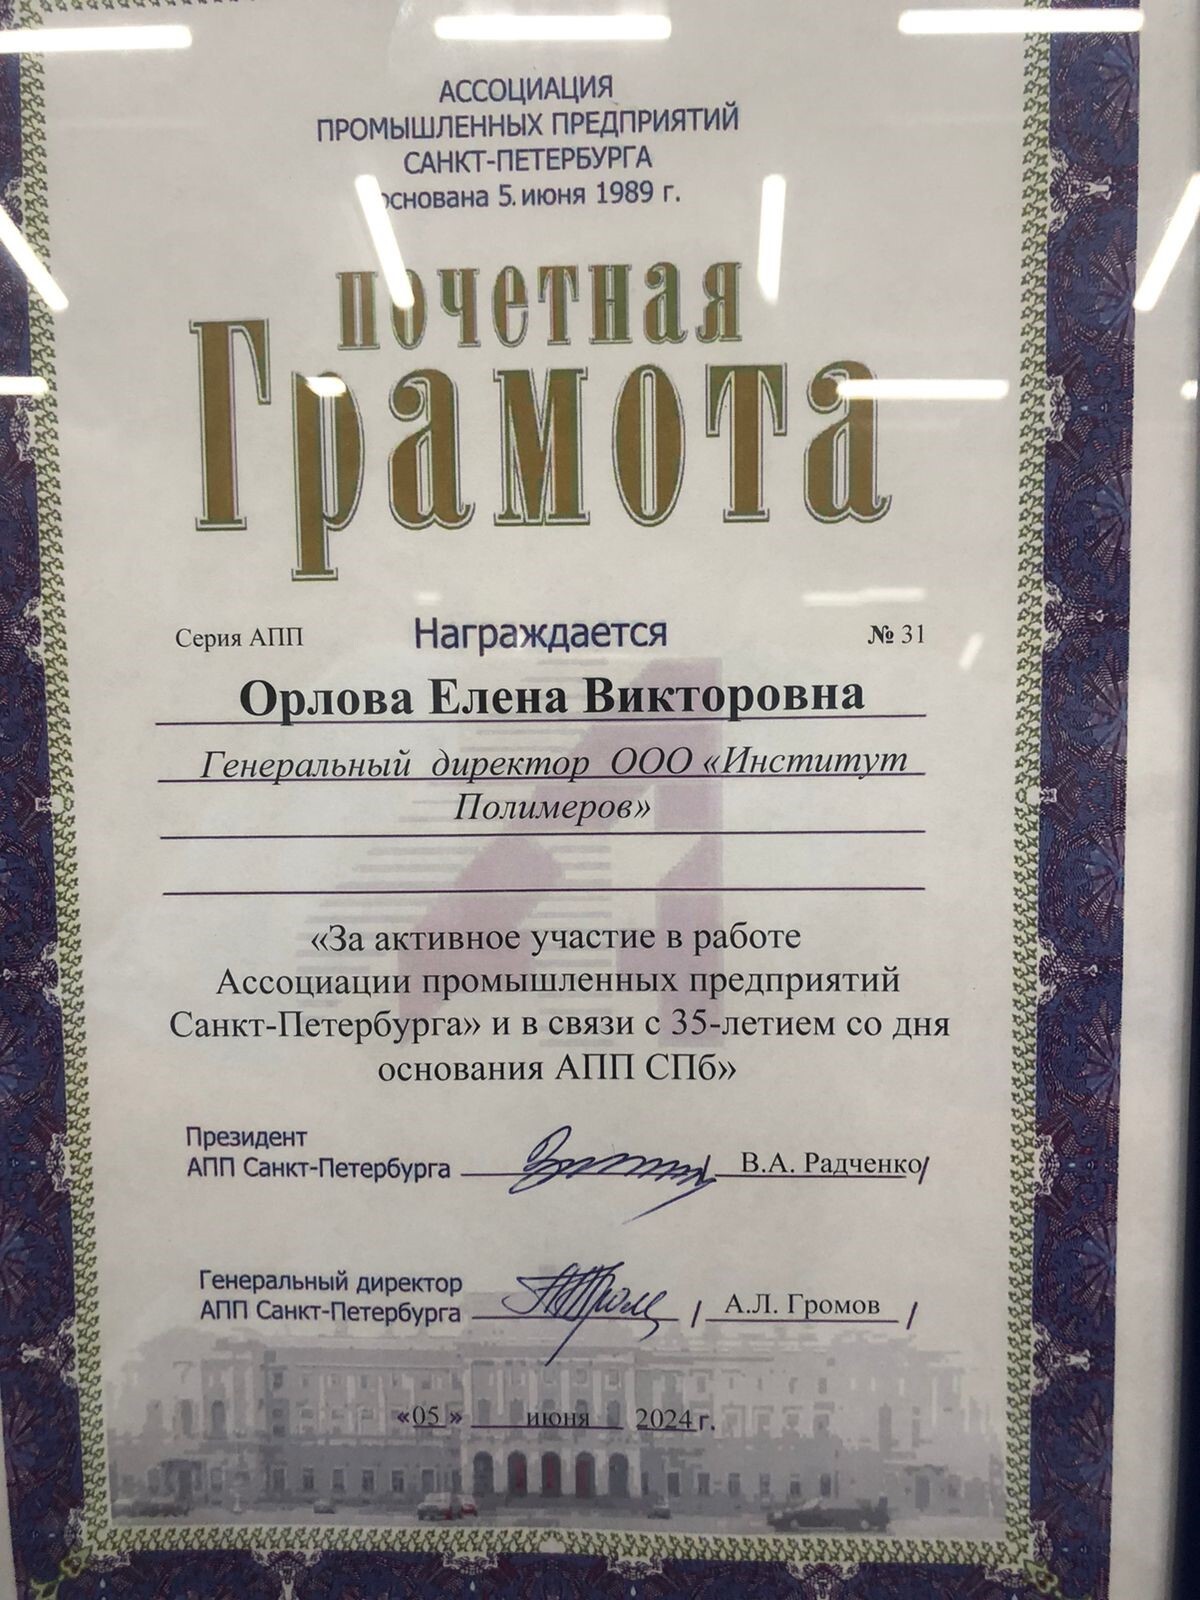 АССОЦИАЦИЯ
ПРОМЫШЛЕННЫХ ПРЕДПРИЯТИЙ
САНКТ-ПЕТЕРБУРГА
основана 5 июня 1989 г.
почетная
Грамота
Серия АПП Награждается № 31
Орлова Елена Викторовна
Генеральный директор ООО «Институт
Полимеров»
«За активное участие в работе
Ассоциации промышленных предприятий
Санкт-Петербурга» и в связи с 35-летием со дня
основания АПП СПб»
Президент
АПП Санкт-Петербурга / В.А. Радченко/
Генеральный директор
АПП Санкт-Петербурга / А.Л. Громов /
«05» июня 2024 г.